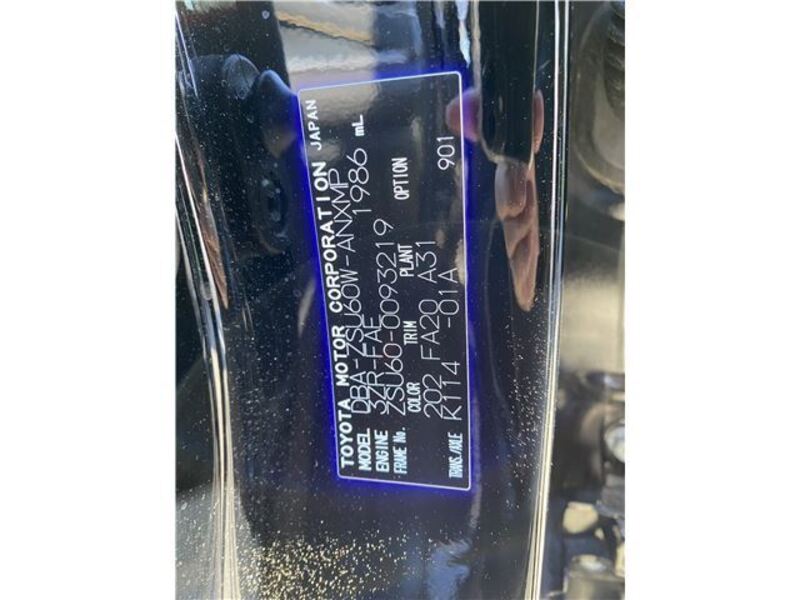 TOYOTA MOTOR CORPORATION JAPAN
MODEL DBA-ZSU60W-ANXMP
ENGINE 3ZR-FAE 1986 mL
FRAME No. ZSU60-0093219
COLOR TRIM PLANT OPTION
202 FA20 A31
TRANS./AXLE K114 -01A 901